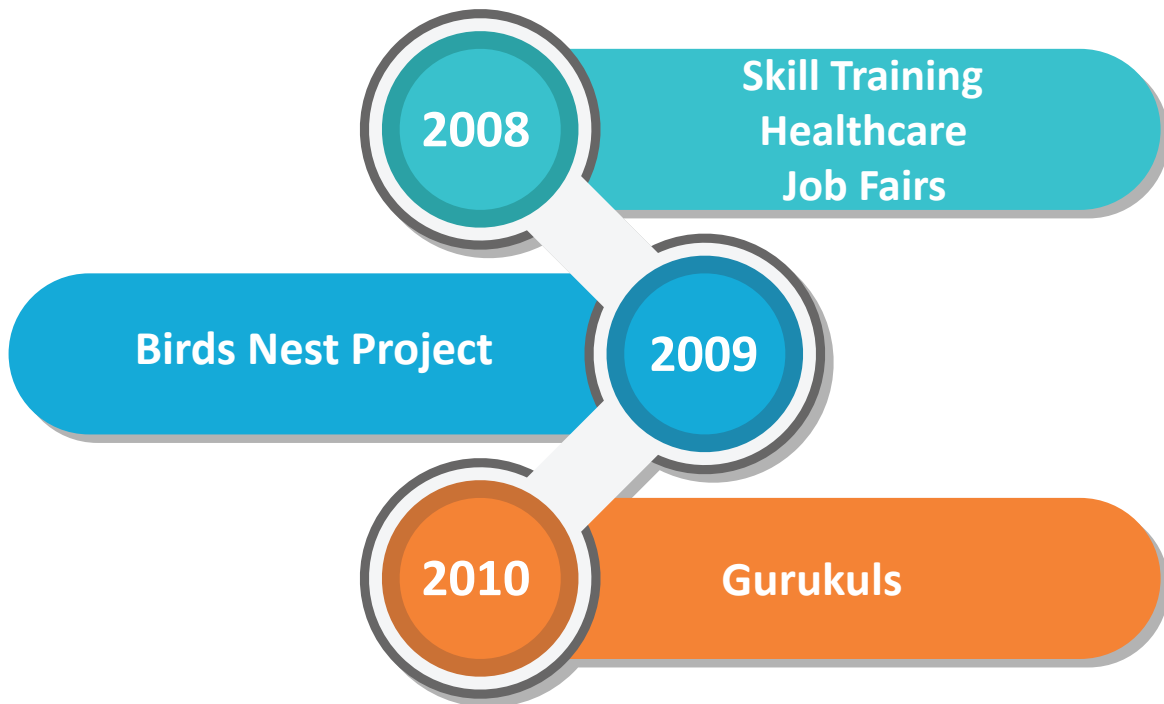 2008
Skill Training
Healthcare
Job Fairs
Birds Nest Project
2009
2010
Gurukuls